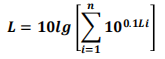 L = 10lg [ n ∑ i=1 10^{0.1Li} ]